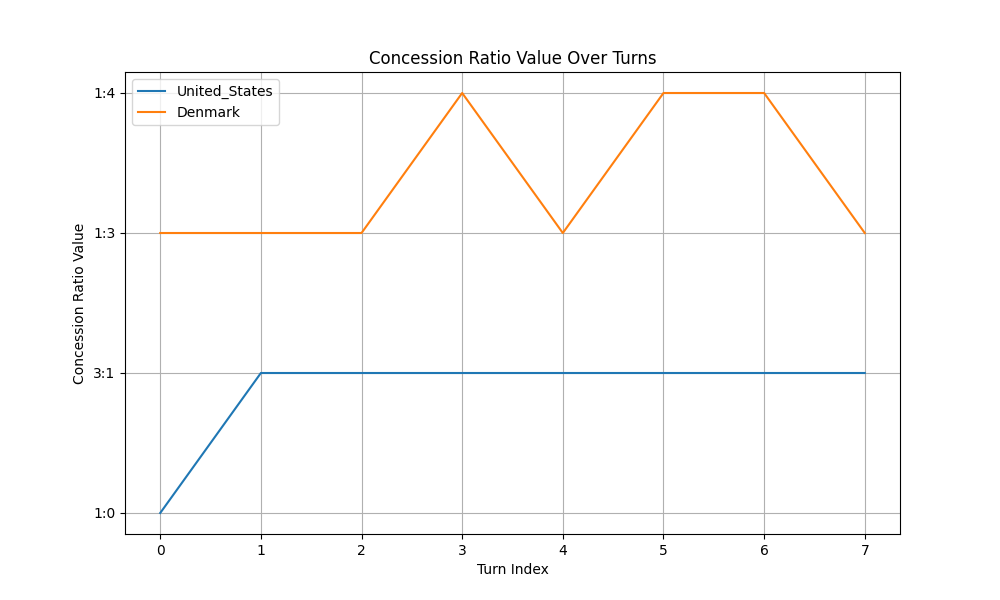 Concession Ratio Value Over Turns
United_States
Denmark
Concession Ratio Value
1:4
1:3
3:1
1:0
0 1 2 3 4 5 6 7
Turn Index